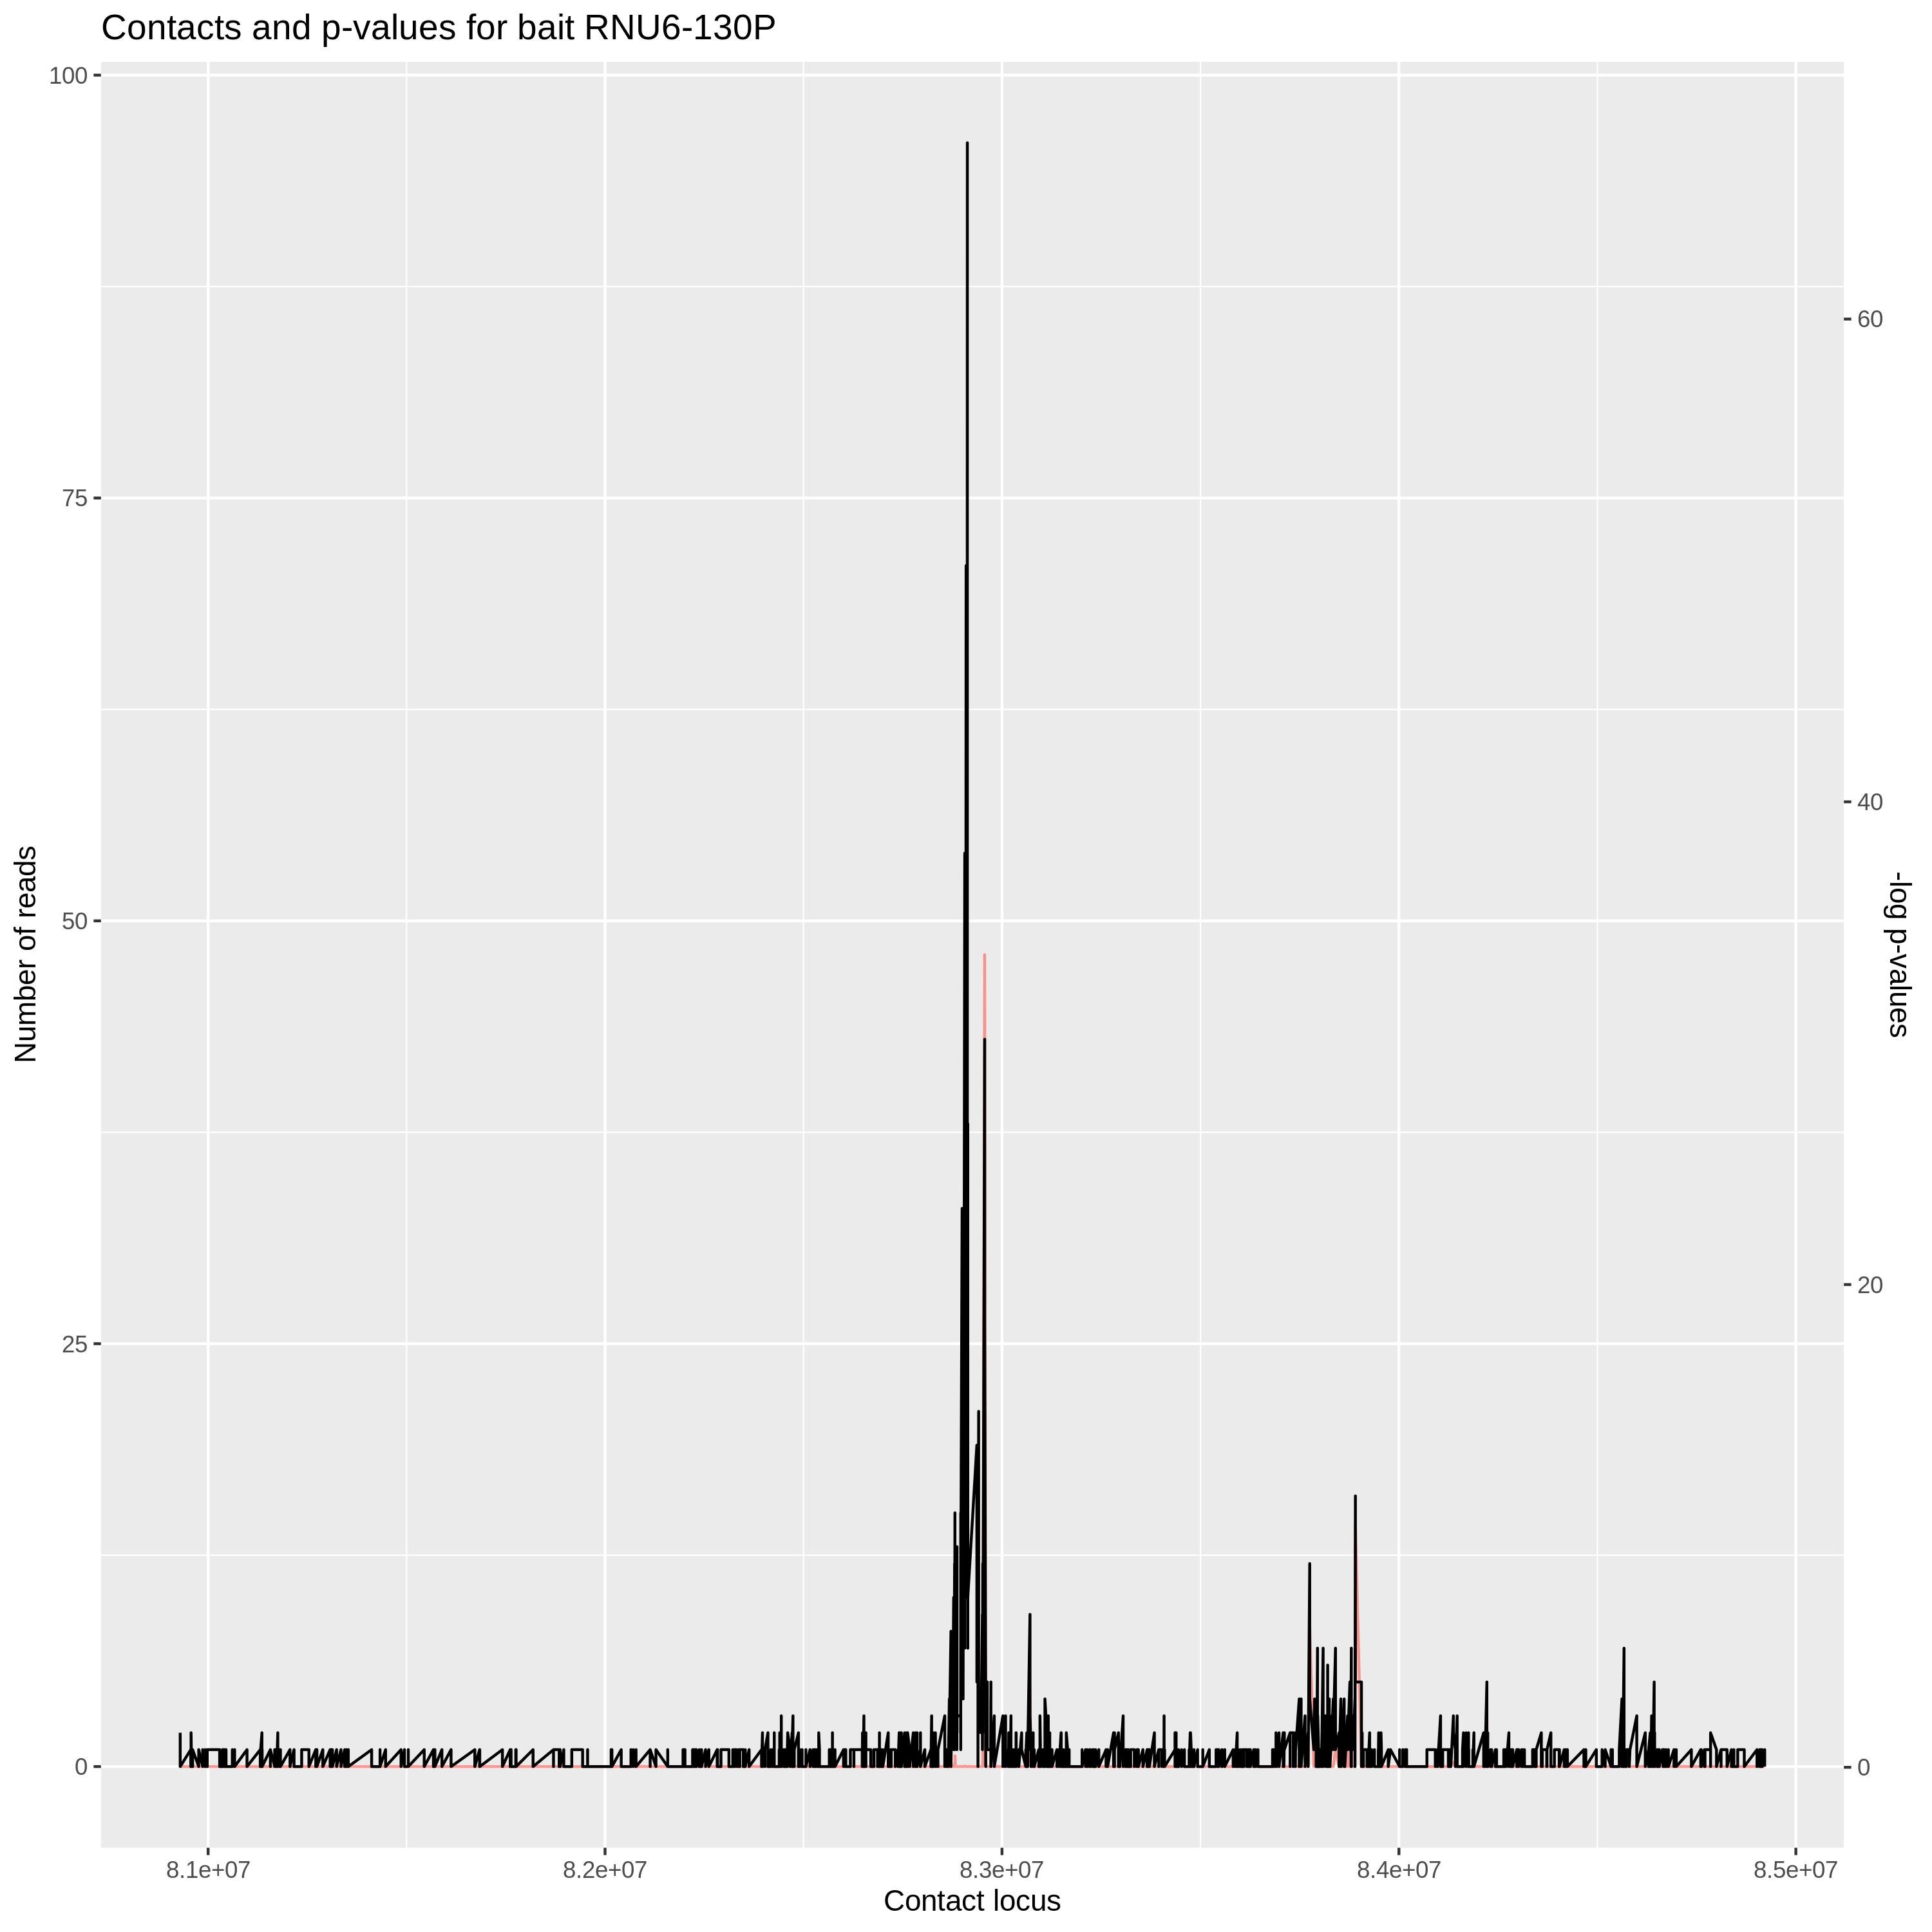 Contacts and p-values for bait RNU6-130P
100
75
50
25
0
Number of reads
60
40
20
0
-log p-values
8.1e+07
8.2e+07
8.3e+07
8.4e+07
8.5e+07
Contact locus